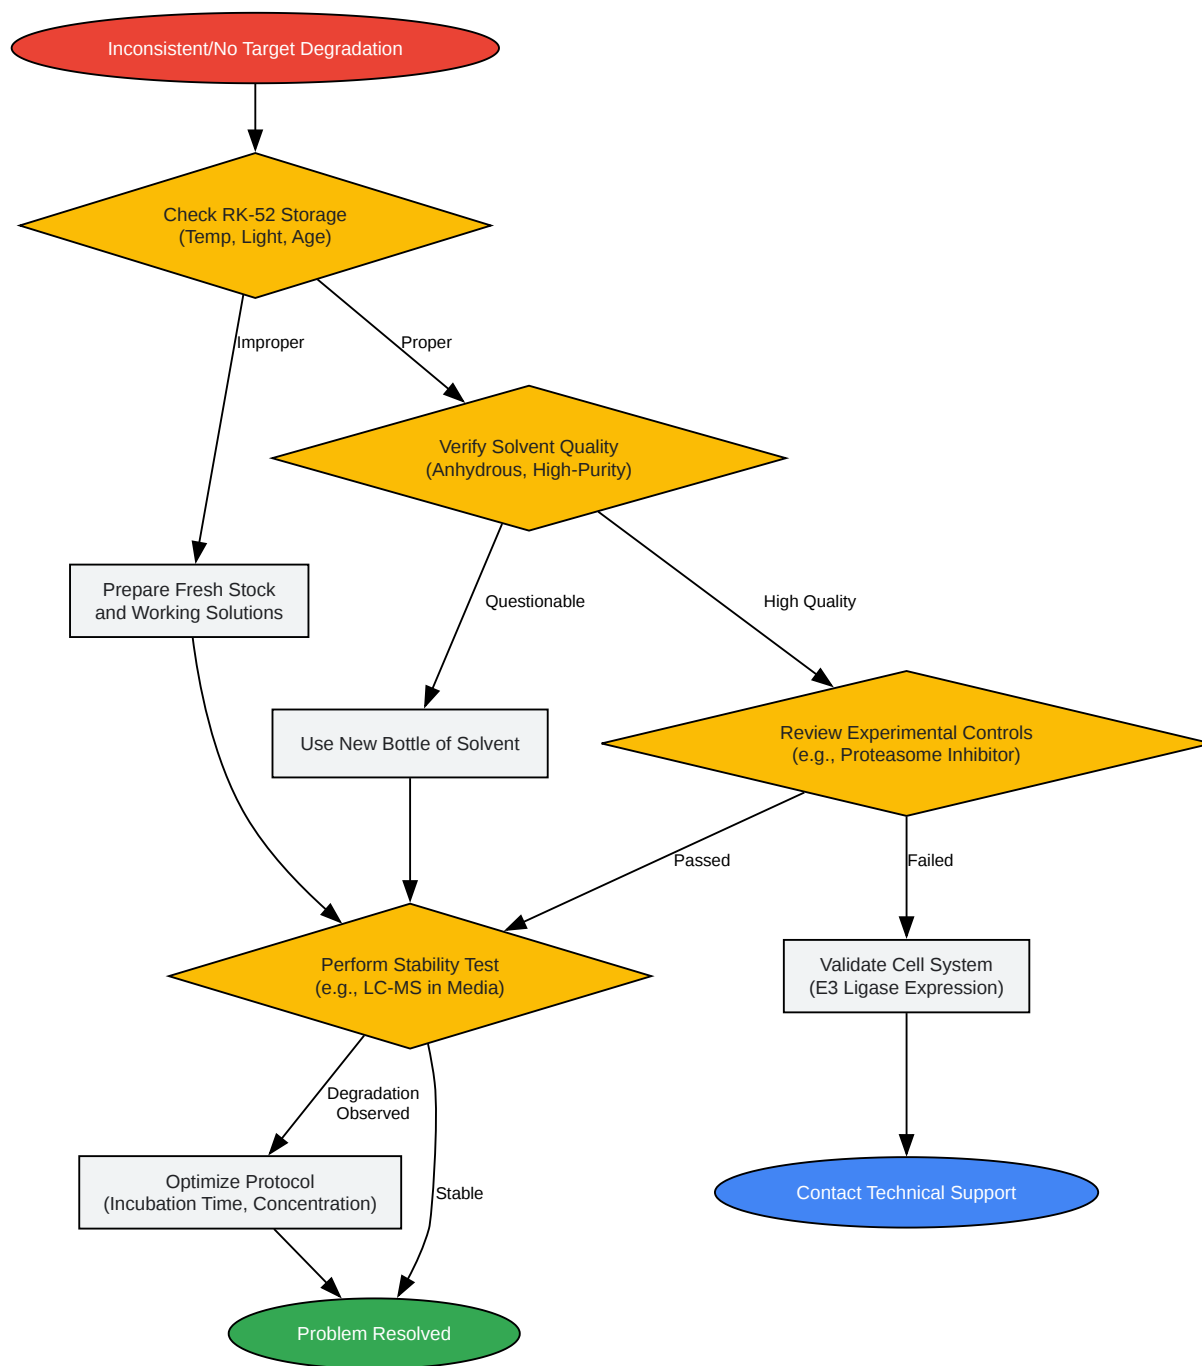 Inconsistent/No Target Degradation
Check RK-52 Storage
(Temp, Light, Age)
Improper
Proper
Verify Solvent Quality
(Anhydrous, High-Purity)
Prepare Fresh Stock
and Working Solutions
Questionable
High Quality
Use New Bottle of Solvent
Review Experimental Controls
(e.g., Proteasome Inhibitor)
Passed
Failed
Perform Stability Test
(e.g., LC-MS in Media)
Validate Cell System
(E3 Ligase Expression)
Degradation
Observed
Stable
Optimize Protocol
(Incubation Time, Concentration)
Contact Technical Support
Problem Resolved